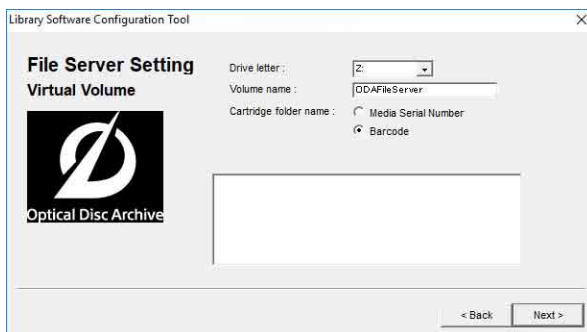 Library Software Configuration Tool
File Server Setting
Virtual Volume
Optical Disc Archive
Drive letter : Z:
Volume name : ODAFileServer
Cartridge folder name : Media Serial Number
Barcode
< Back Next >